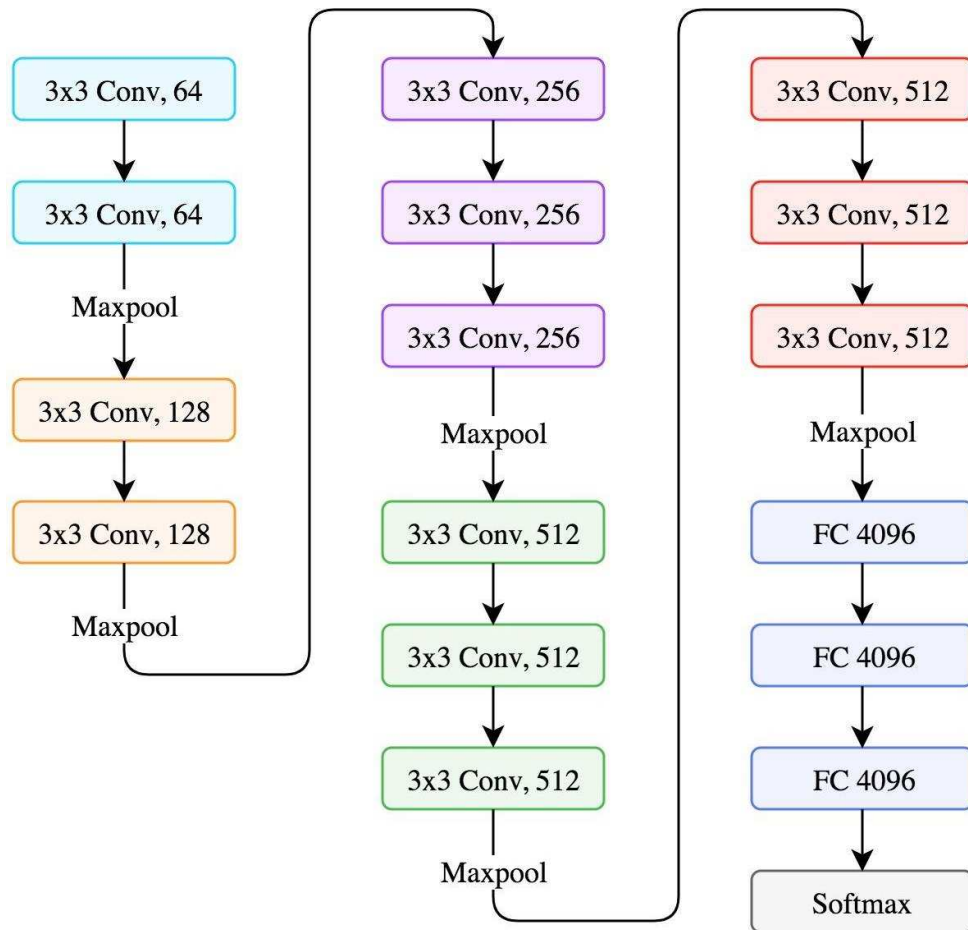 3x3 Conv, 64
3x3 Conv, 64
Maxpool
3x3 Conv, 128
3x3 Conv, 128
Maxpool
3x3 Conv, 256
3x3 Conv, 256
3x3 Conv, 256
Maxpool
3x3 Conv, 512
3x3 Conv, 512
3x3 Conv, 512
Maxpool
3x3 Conv, 512
3x3 Conv, 512
3x3 Conv, 512
Maxpool
FC 4096
FC 4096
FC 4096
Softmax